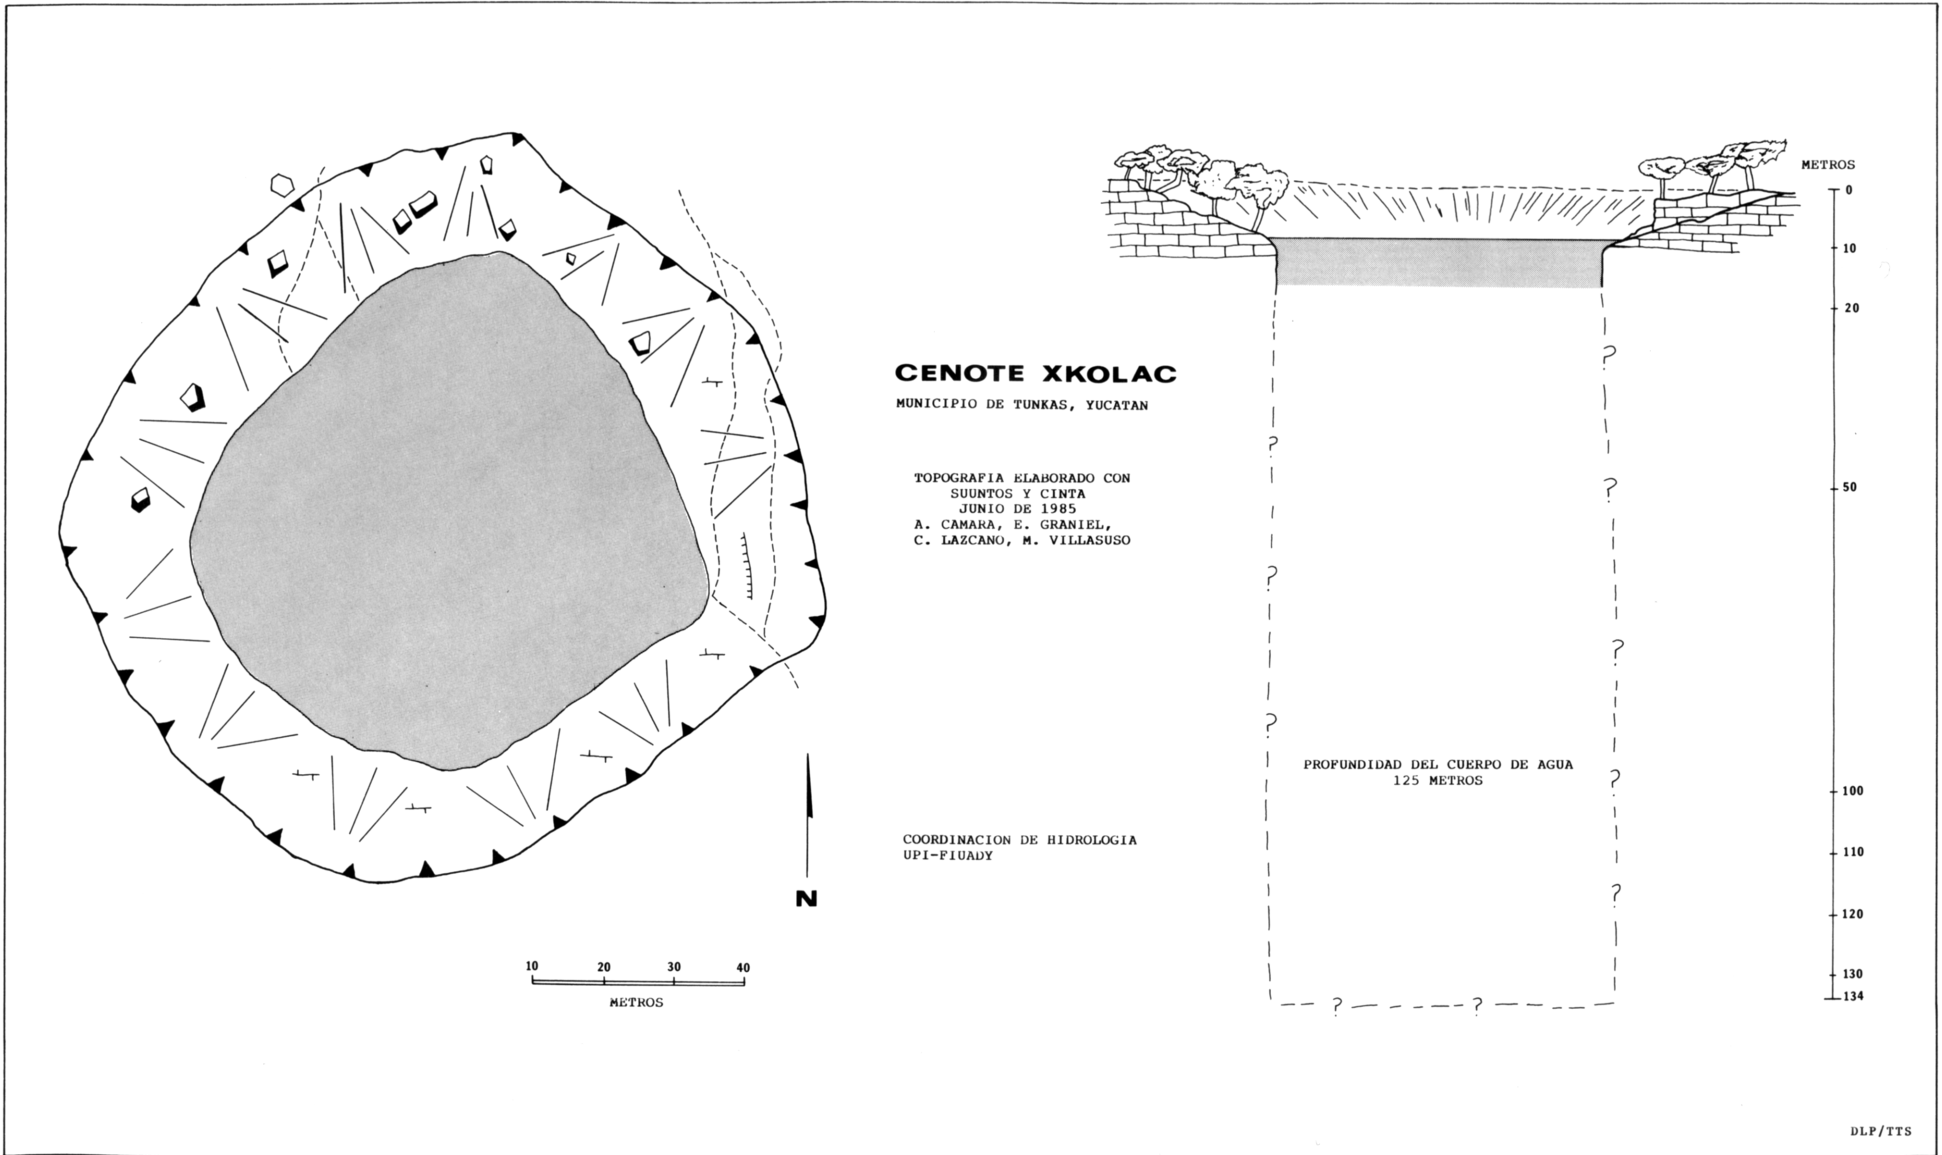 CENOTE XKOLAC
MUNICIPIO DE TUNKAS, YUCATAN
TOPOGRAFIA ELABORADO CON
SUUNTOS Y CINTA
JUNIO DE 1985
A. CAMARA, E. GRANIEL,
C. LAZCANO, M. VILLASUSO
COORDINACION DE HIDROLOGIA
UPI-FIUADY
N
10 20 30 40
METROS
METROS
0
10
20
50
100
110
120
130
134
?
?
?
?
?
?
?
?
? ?
PROFUNDIDAD DEL CUERPO DE AGUA
125 METROS
DLP/TTS